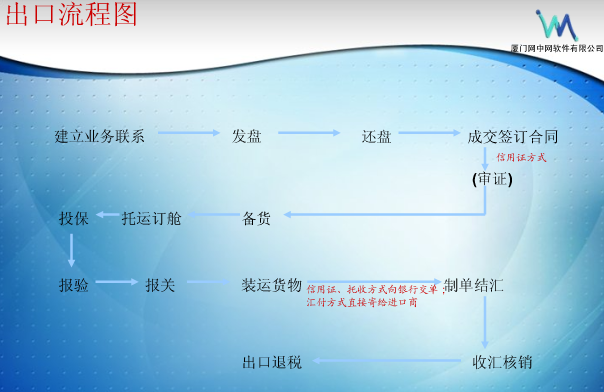 出口流程图
厦门网中网软件有限公司
建立业务联系 发盘 还盘 成交签订合同
信用证方式
(审证)
投保 托运订舱 备货
报验 报关 装运货物 制单结汇
信用证、托收方式向银行交单；
汇付方式直接寄给进口商
出口退税 收汇核销